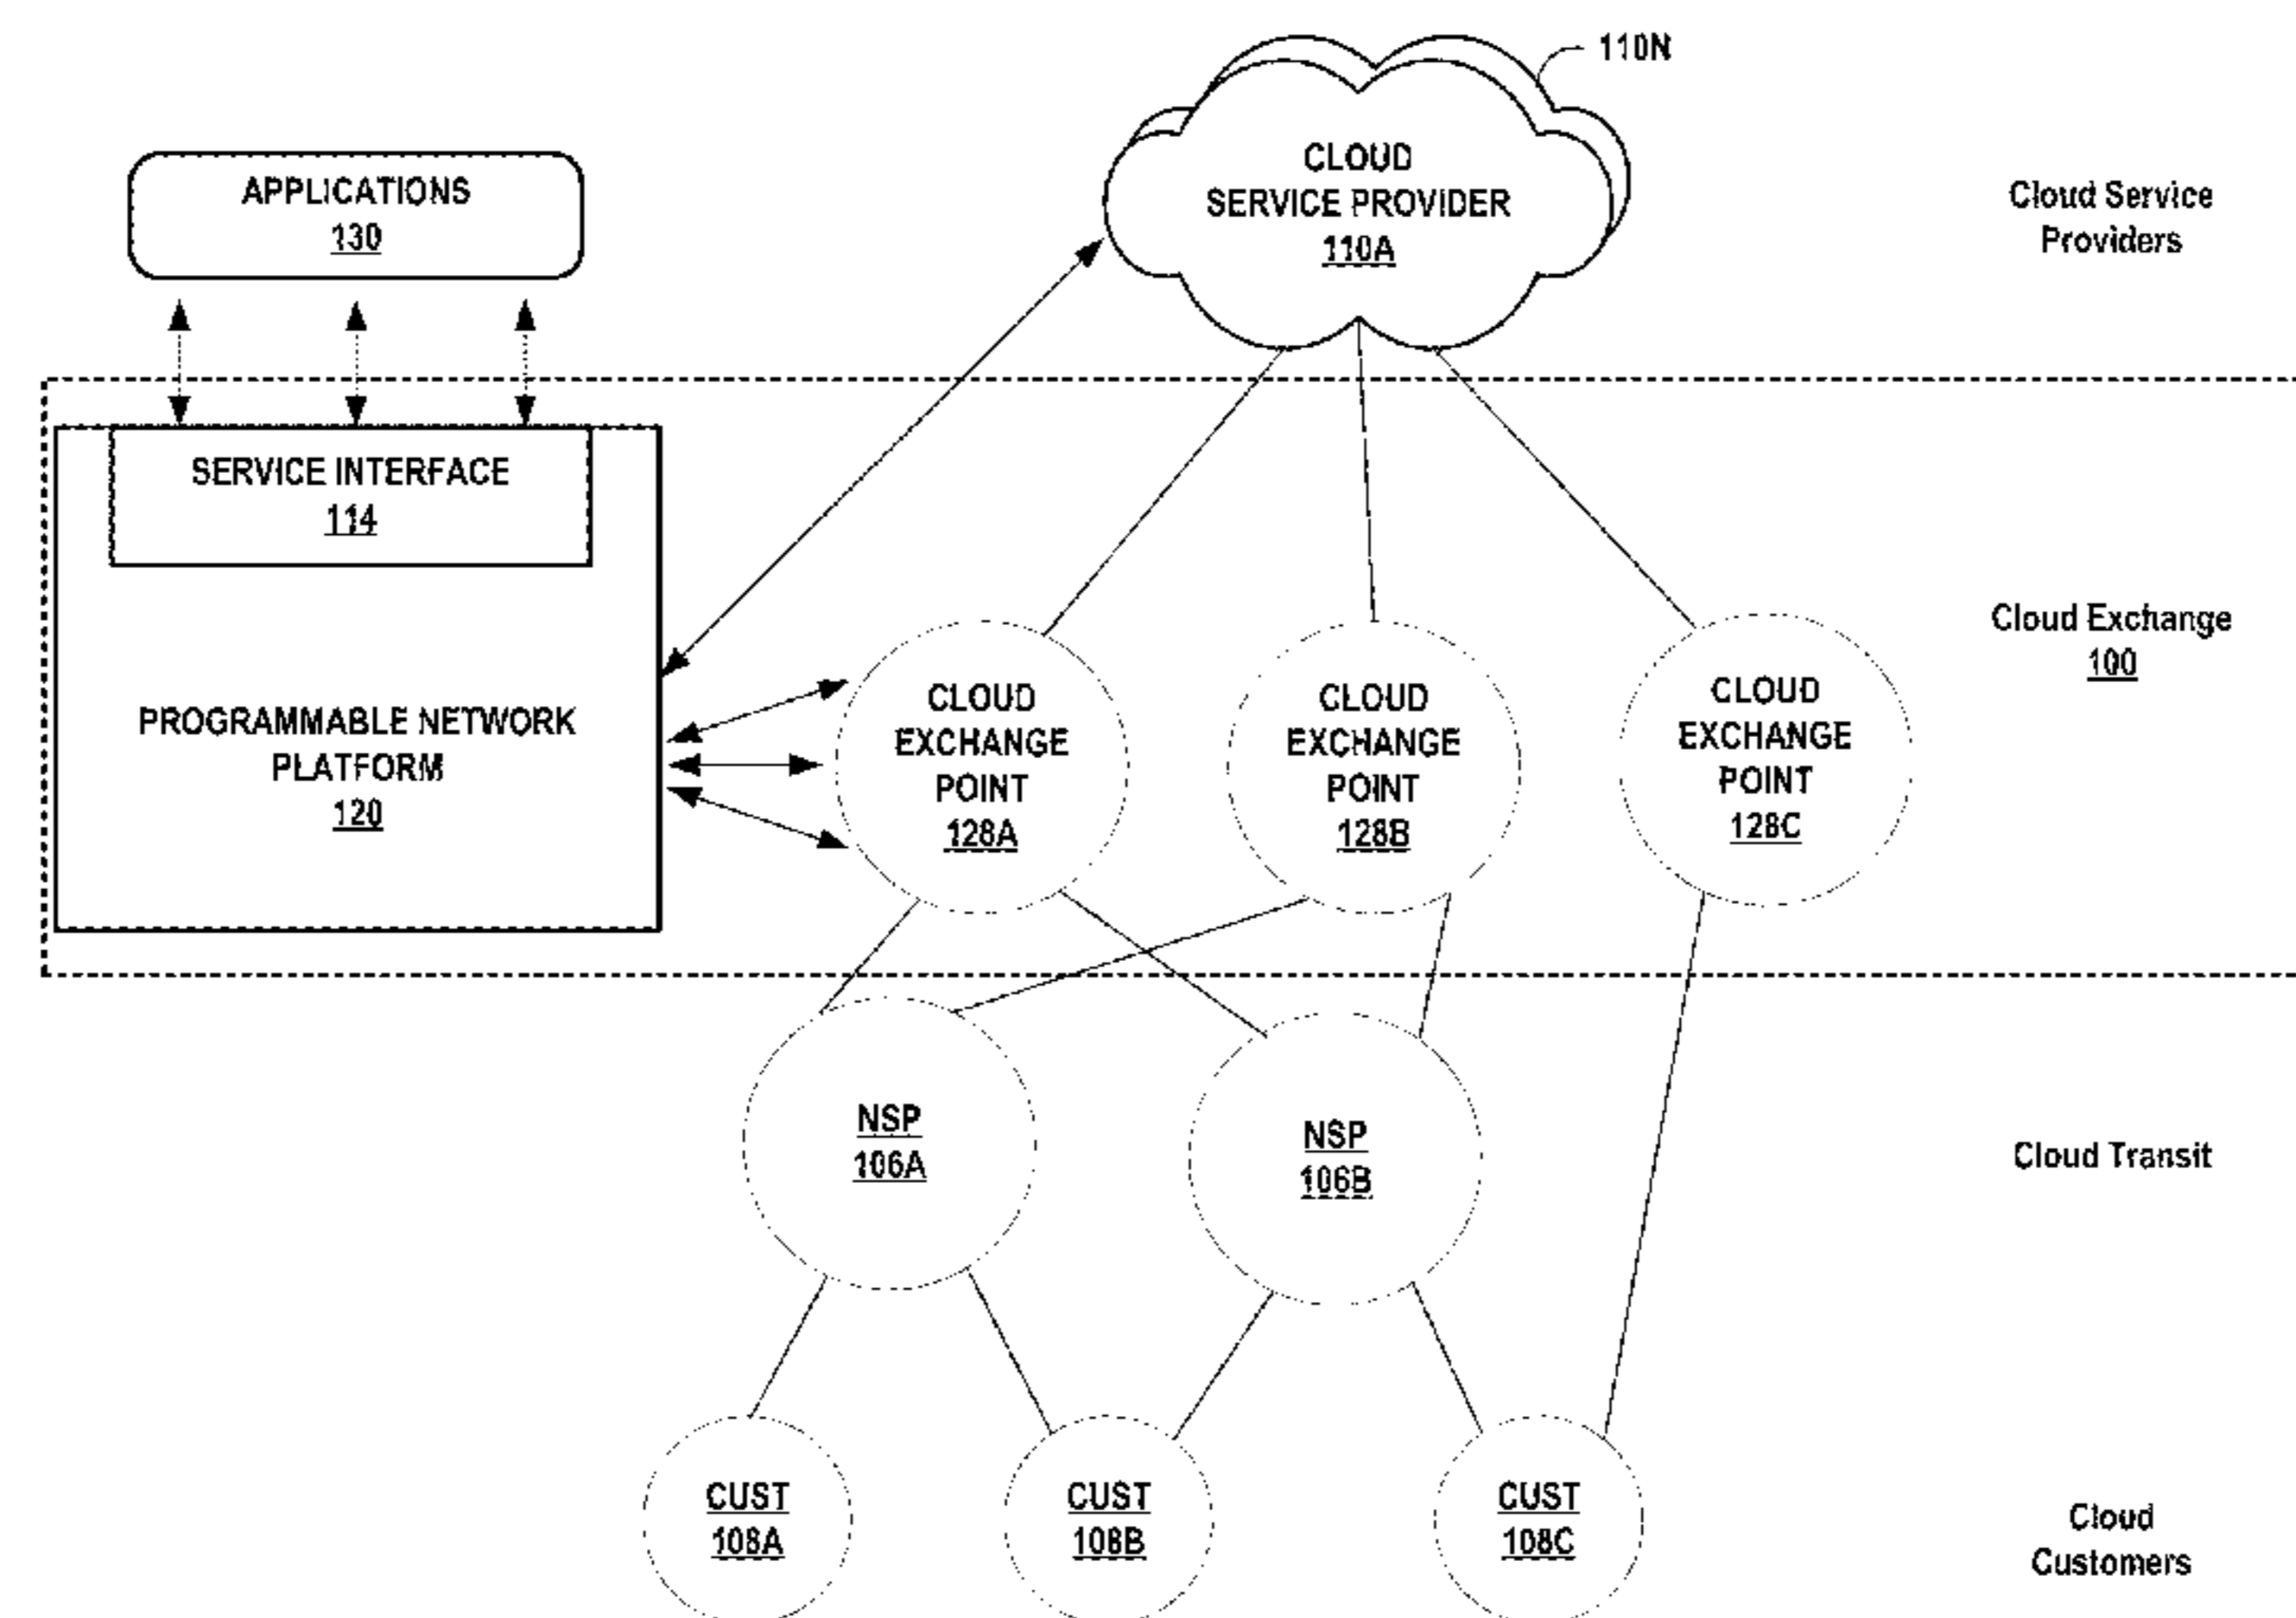 110N
CLOUD
SERVICE PROVIDER
110A
Cloud Service
Providers
APPLICATIONS
130
SERVICE INTERFACE
114
PROGRAMMABLE NETWORK
PLATFORM
120
CLOUD
EXCHANGE
POINT
128A
CLOUD
EXCHANGE
POINT
128B
CLOUD
EXCHANGE
POINT
128C
Cloud Exchange
100
NSP
106A
NSP
106B
Cloud Transit
CUST
108A
CUST
108B
CUST
108C
Cloud
Customers